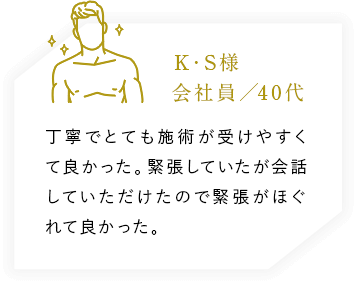 K・S様
会社員／40代
丁寧でとても施術が受けやすく
て良かった。緊張していたが会話
していただけたので緊張がほぐ
れて良かった。